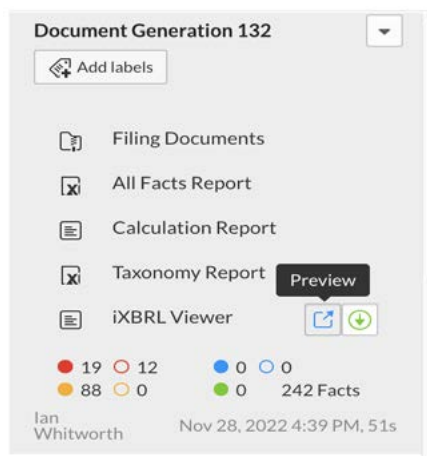 Document Generation 132
Add labels
Filing Documents
All Facts Report
Calculation Report
Taxonomy Report
Preview
iXBRL Viewer
19 12 0 0
88 0 0 242 Facts
Ian
Whitworth
Nov 28, 2022 4:39 PM, 51s